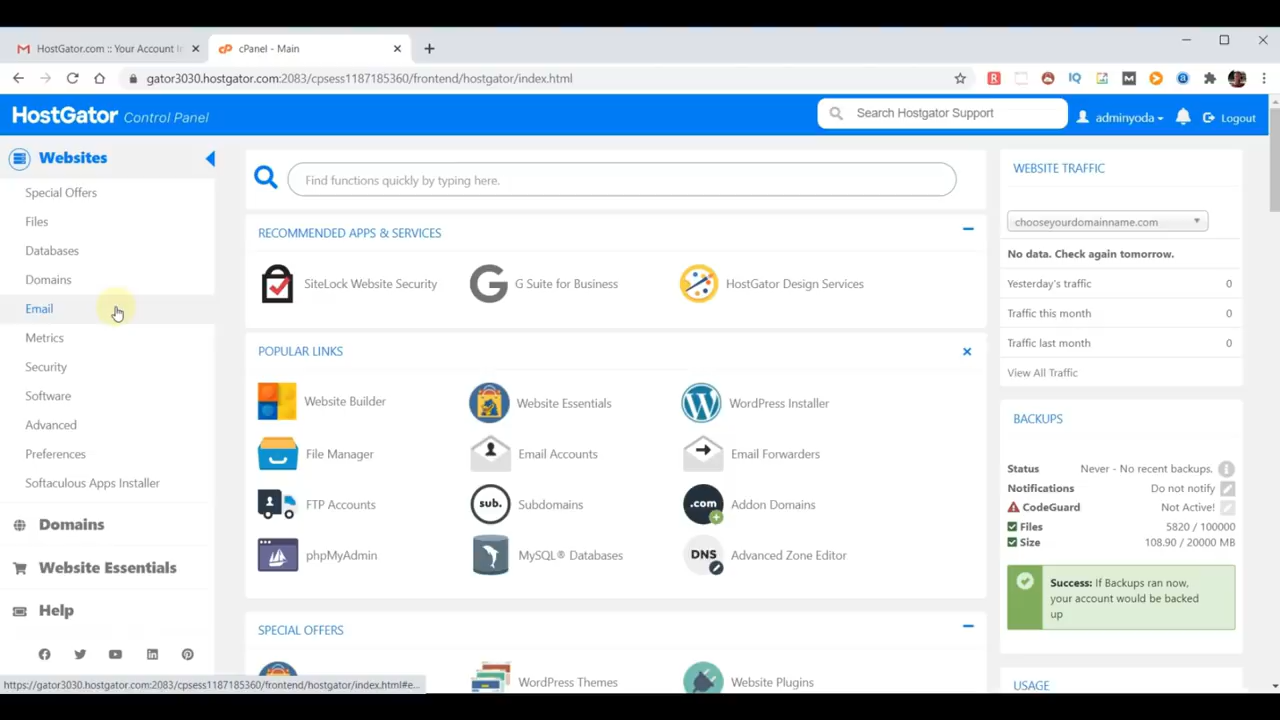 HostGator.com :: Your Account I
cPanel - Main
gator3030.hostgator.com:2083/cpsess1187185360/frontend/hostgator/index.html
HostGator Control Panel
Search Hostgator Support
adminyoda
Logout
Websites
Special Offers
Files
Databases
Domains
Email
Metrics
Security
Software
Advanced
Preferences
Softaculous Apps Installer
Domains
Website Essentials
Help
Find functions quickly by typing here.
RECOMMENDED APPS & SERVICES
SiteLock Website Security
G Suite for Business
HostGator Design Services
POPULAR LINKS
Website Builder
Website Essentials
WordPress Installer
File Manager
Email Accounts
Email Forwarders
FTP Accounts
sub.
Subdomains
.com
Addon Domains
phpMyAdmin
MySQL® Databases
DNS
Advanced Zone Editor
SPECIAL OFFERS
WordPress Themes
Website Plugins
WEBSITE TRAFFIC
chooseyourdomainname.com
No data. Check again tomorrow.
Yesterday's traffic 0
Traffic this month 0
Traffic last month 0
View All Traffic
BACKUPS
Status Never - No recent backups.
Notifications Do not notify
CodeGuard Not Active!
Files 5820 / 100000
Size 108.90 / 20000 MB
Success: If Backups ran now,
your account would be backed
up
USAGE
https://gator3030.hostgator.com:2083/cpsess1187185360/frontend/hostgator/index.html#e...